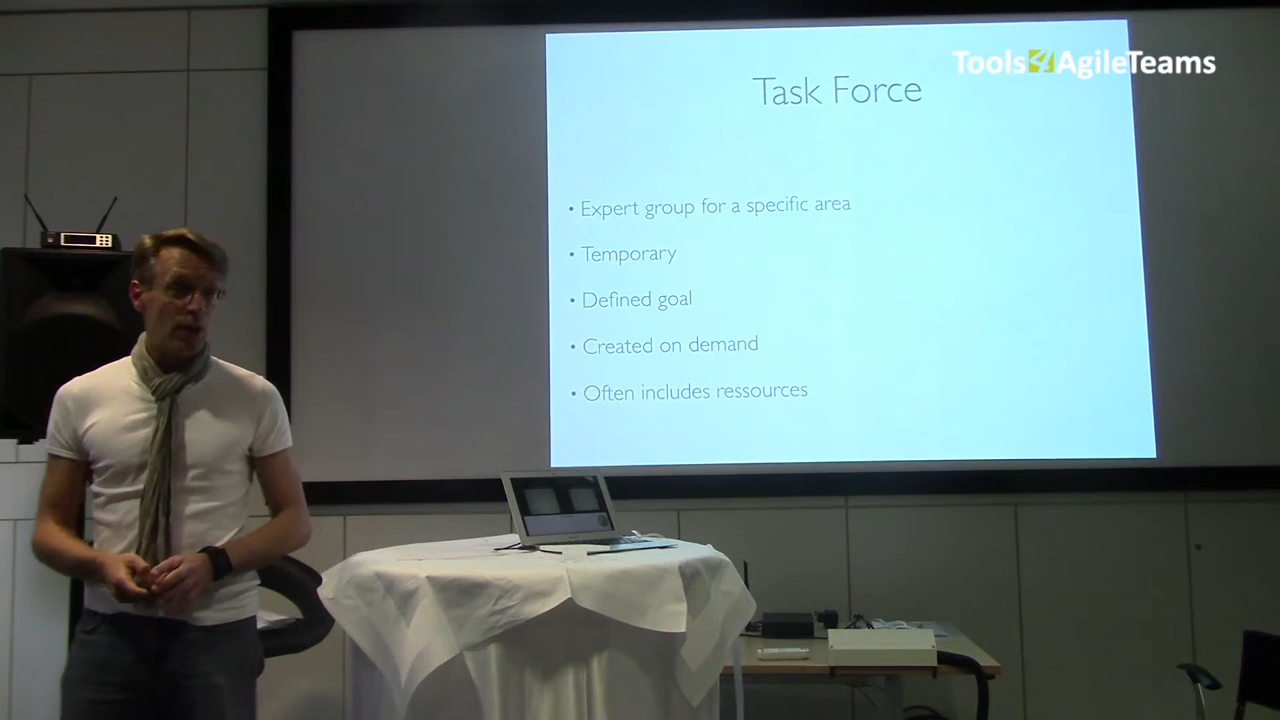 Tools4AgileTeams
Task Force
• Expert group for a specific area
• Temporary
• Defined goal
• Created on demand
• Often includes ressources